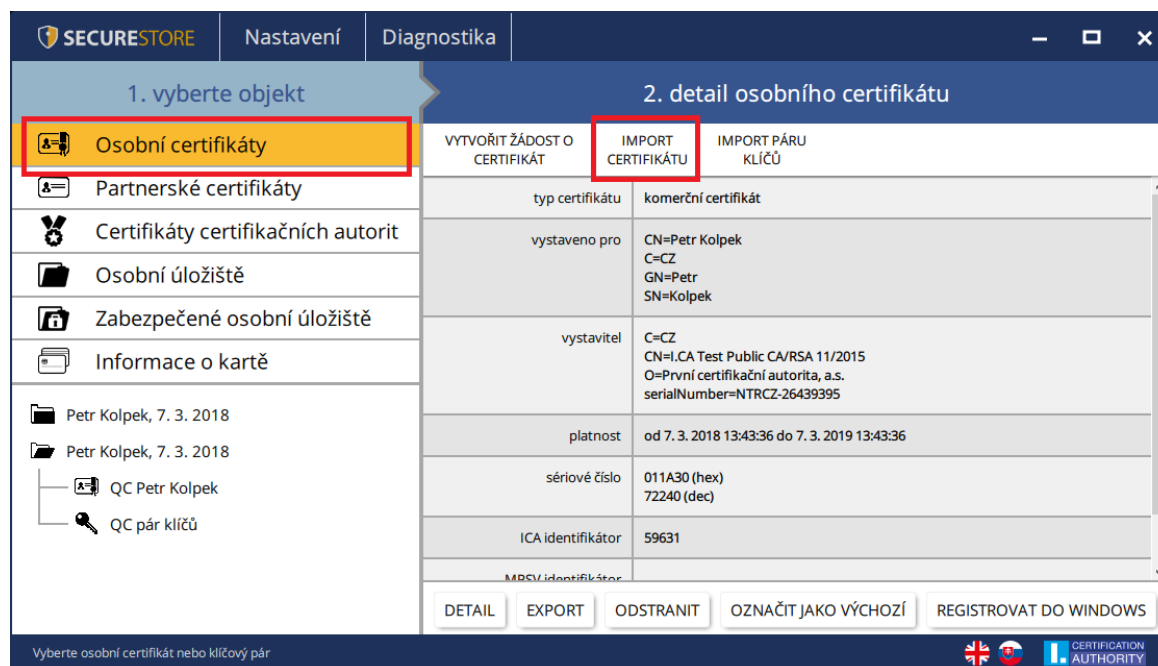 SECURESTORE
Nastavení
Diagnostika
1. vyberte objekt
2. detail osobního certifikátu
Osobní certifikáty
Partnerské certifikáty
Certifikáty certifikačních autorit
Osobní úložiště
Zabezpečené osobní úložiště
Informace o kartě
Petr Kolpek, 7. 3. 2018
Petr Kolpek, 7. 3. 2018
QC Petr Kolpek
QC pár klíčů
VYTVOŘIT ŽÁDOST O
CERTIFIKÁT
IMPORT
CERTIFIKÁTU
IMPORT PÁRU
KLÍČŮ
typ certifikátu
komerční certifikát
vystaveno pro
CN=Petr Kolpek
C=CZ
GN=Petr
SN=Kolpek
vystavitel
C=CZ
CN=I.CA Test Public CA/RSA 11/2015
O=První certifikační autorita, a.s.
serialNumber=NTRCZ-26439395
platnost
od 7. 3. 2018 13:43:36 do 7. 3. 2019 13:43:36
sériové číslo
011A30 (hex)
72240 (dec)
ICA identifikátor
59631
MPSV identifikátor
DETAIL
EXPORT
ODSTRANIT
OZNAČIT JAKO VÝCHOZÍ
REGISTROVAT DO WINDOWS
Vyberte osobní certifikát nebo klíčový pár
CERTIFICATION
AUTHORITY